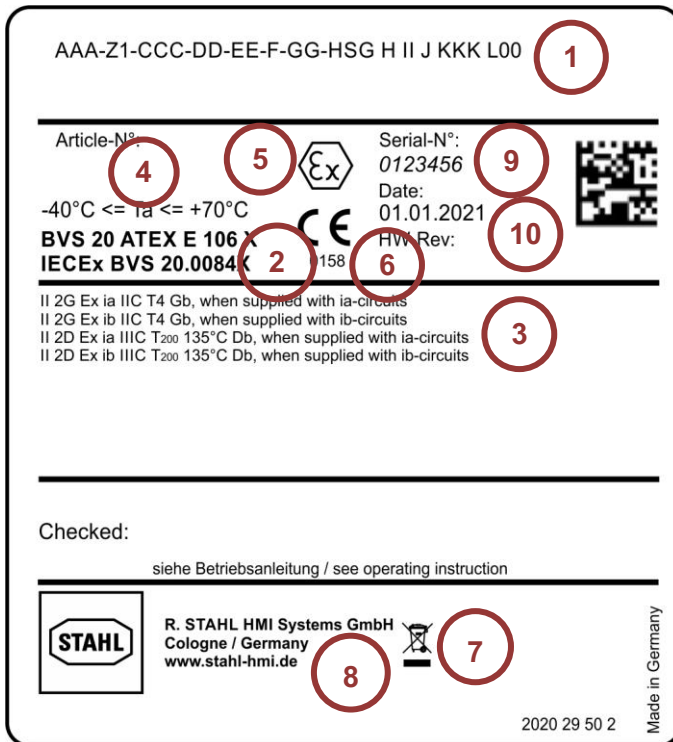 AAA-Z1-CCC-DD-EE-F-GG-HSG H II J KKK L00
1
Article-N°:
4
5
Ex
Serial-N°:
0123456
9
Date:
01.01.2021
-40°C <= Ta <= +70°C
CE
HW-Rev:
10
BVS 20 ATEX E 106 X
IECEx BVS 20.0084X
2
0158
6
II 2G Ex ia IIC T4 Gb, when supplied with ia-circuits
II 2G Ex ib IIC T4 Gb, when supplied with ib-circuits
II 2D Ex ia IIIC T200 135°C Db, when supplied with ia-circuits
II 2D Ex ib IIIC T200 135°C Db, when supplied with ib-circuits
3
Checked:
siehe Betriebsanleitung / see operating instruction
STAHL
R. STAHL HMI Systems GmbH
Cologne / Germany
www.stahl-hmi.de
8
7
Made in Germany
2020 29 50 2